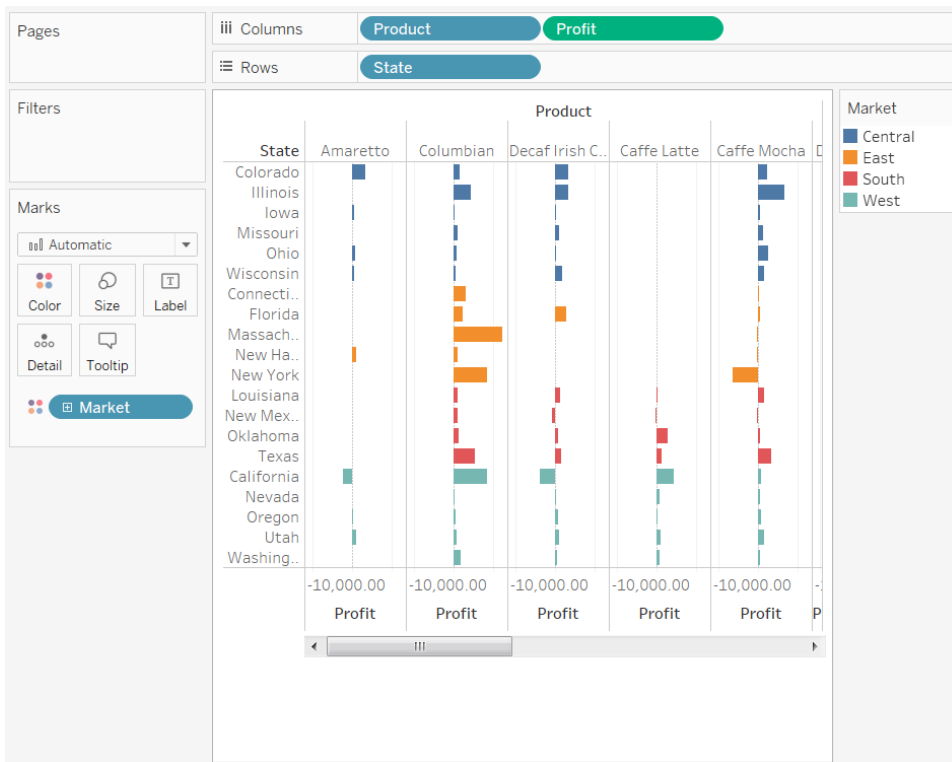 Pages
iii Columns Product Profit
Rows State
Filters
Marks
Automatic
Color Size Label
Detail Tooltip
Market
Product
State Amaretto Columbian Decaf Irish C.. Caffe Latte Caffe Mocha D
Colorado
Illinois
Iowa
Missouri
Ohio
Wisconsin
Connecti..
Florida
Massach..
New Ha..
New York
Louisiana
New Mex..
Oklahoma
Texas
California
Nevada
Oregon
Utah
Washing..
-10,000.00 -10,000.00 -10,000.00 -10,000.00 -10,000.00
Profit Profit Profit Profit Profit P
Market
Central
East
South
West